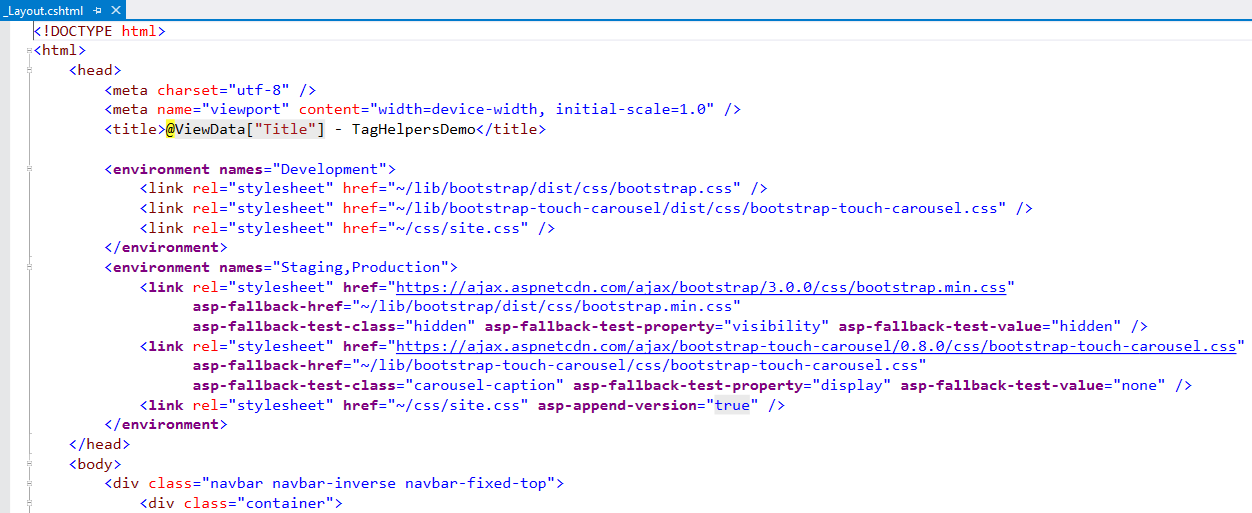 _Layout.cshtml
<!DOCTYPE html>
<html>
<head>
<meta charset="utf-8" />
<meta name="viewport" content="width=device-width, initial-scale=1.0" />
<title>@ViewData["Title"] - TagHelpersDemo</title>
<environment names="Development">
<link rel="stylesheet" href="~/lib/bootstrap/dist/css/bootstrap.css" />
<link rel="stylesheet" href="~/lib/bootstrap-touch-carousel/dist/css/bootstrap-touch-carousel.css" />
<link rel="stylesheet" href="~/css/site.css" />
</environment>
<environment names="Staging,Production">
<link rel="stylesheet" href="https://ajax.aspnetcdn.com/ajax/bootstrap/3.0.0/css/bootstrap.min.css"
asp-fallback-href="~/lib/bootstrap/dist/css/bootstrap.min.css"
asp-fallback-test-class="hidden" asp-fallback-test-property="visibility" asp-fallback-test-value="hidden" />
<link rel="stylesheet" href="https://ajax.aspnetcdn.com/ajax/bootstrap-touch-carousel/0.8.0/css/bootstrap-touch-carousel.css"
asp-fallback-href="~/lib/bootstrap-touch-carousel/css/bootstrap-touch-carousel.css"
asp-fallback-test-class="carousel-caption" asp-fallback-test-property="display" asp-fallback-test-value="none" />
<link rel="stylesheet" href="~/css/site.css" asp-append-version="true" />
</environment>
</head>
<body>
<div class="navbar navbar-inverse navbar-fixed-top">
<div class="container">